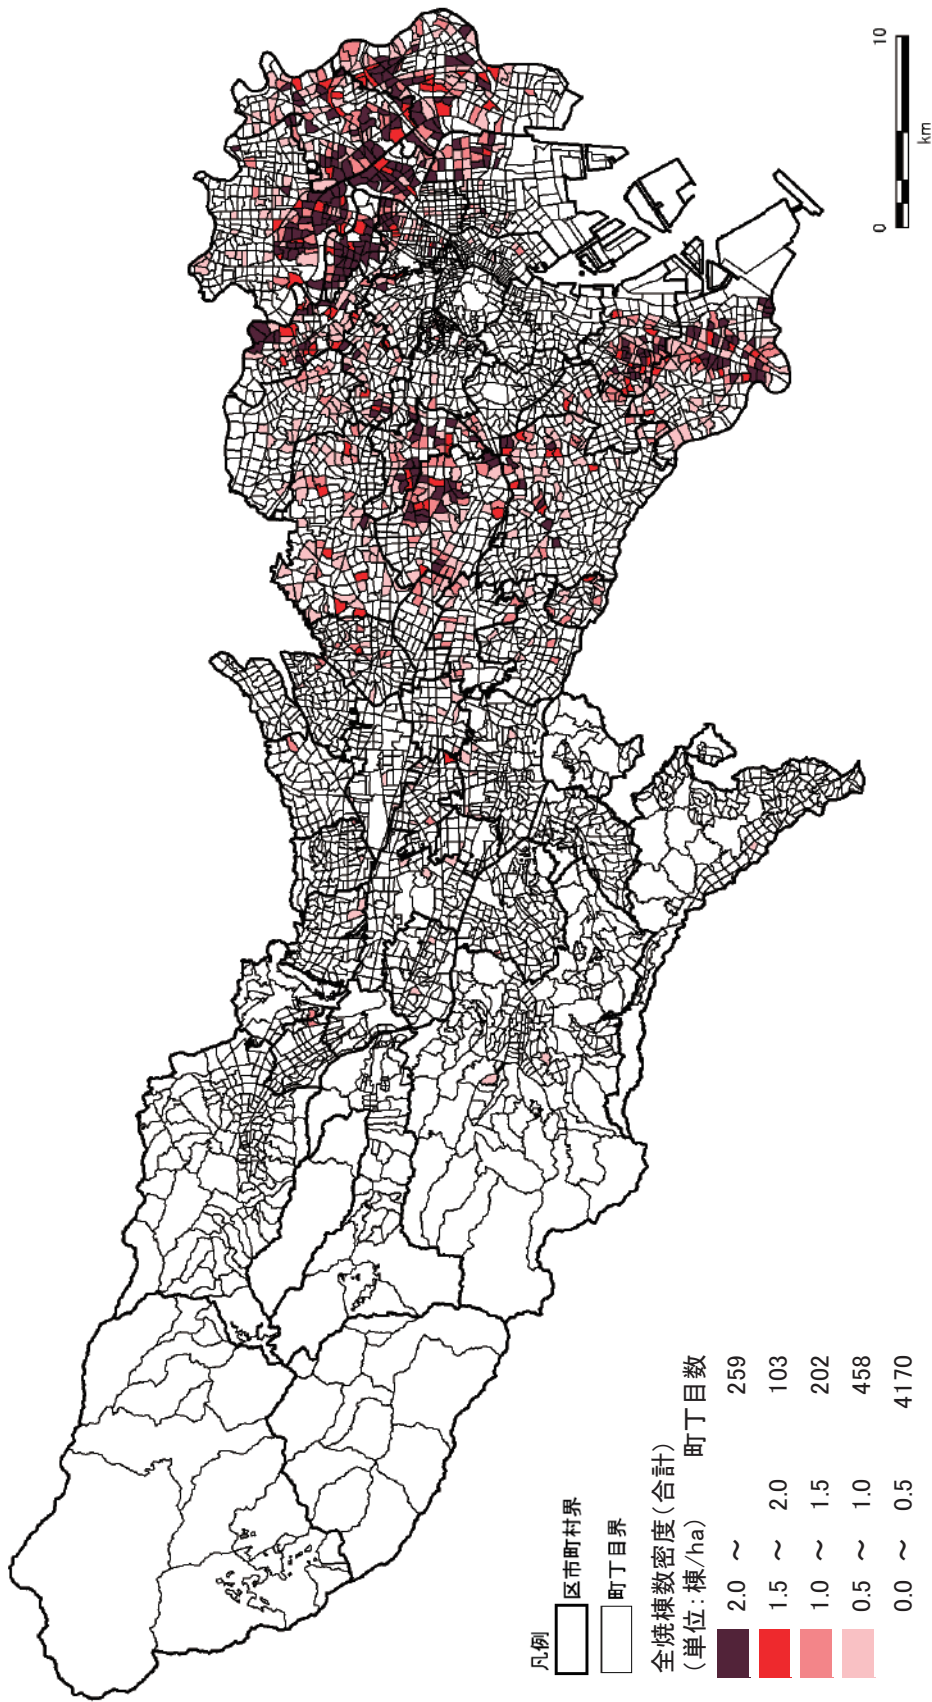 凡例
区市町村界
町丁目界
全焼棟数密度(合計)
(単位:棟/ha) 町丁目数
2.0 ～ 259
1.5 ～ 2.0 103
1.0 ～ 1.5 202
0.5 ～ 1.0 458
0.0 ～ 0.5 4170
0 10
km